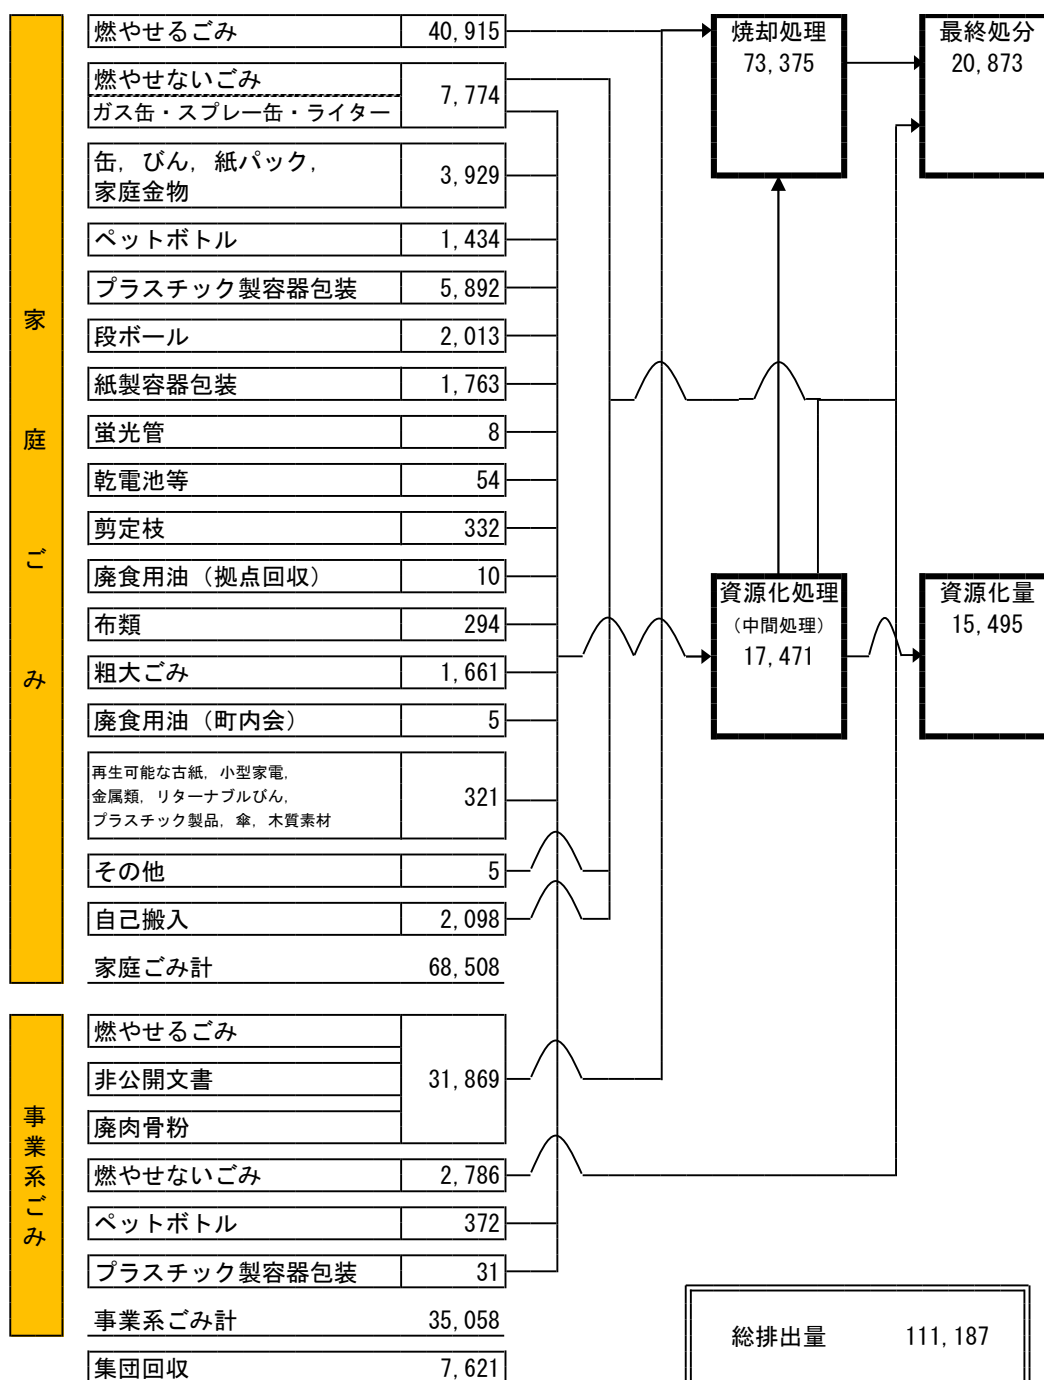 家庭ごみ
燃やせるごみ 40,915
燃やせないごみ
ガス缶・スプレー缶・ライター
7,774
缶，びん，紙パック，
家庭金物
3,929
ペットボトル 1,434
プラスチック製容器包装 5,892
段ボール 2,013
紙製容器包装 1,763
蛍光管 8
乾電池等 54
剪定枝 332
廃食用油（拠点回収） 10
布類 294
粗大ごみ 1,661
廃食用油（町内会） 5
再生可能な古紙，小型家電，
金属類，リターナブルびん，
プラスチック製品，傘，木質素材
321
その他 5
自己搬入 2,098
家庭ごみ計 68,508
事業系ごみ
燃やせるごみ
非公開文書
廃肉骨粉
31,869
燃やせないごみ 2,786
ペットボトル 372
プラスチック製容器包装 31
事業系ごみ計 35,058
集団回収 7,621
焼却処理
73,375
最終処分
20,873
資源化処理
（中間処理）
17,471
資源化量
15,495
総排出量 111,187